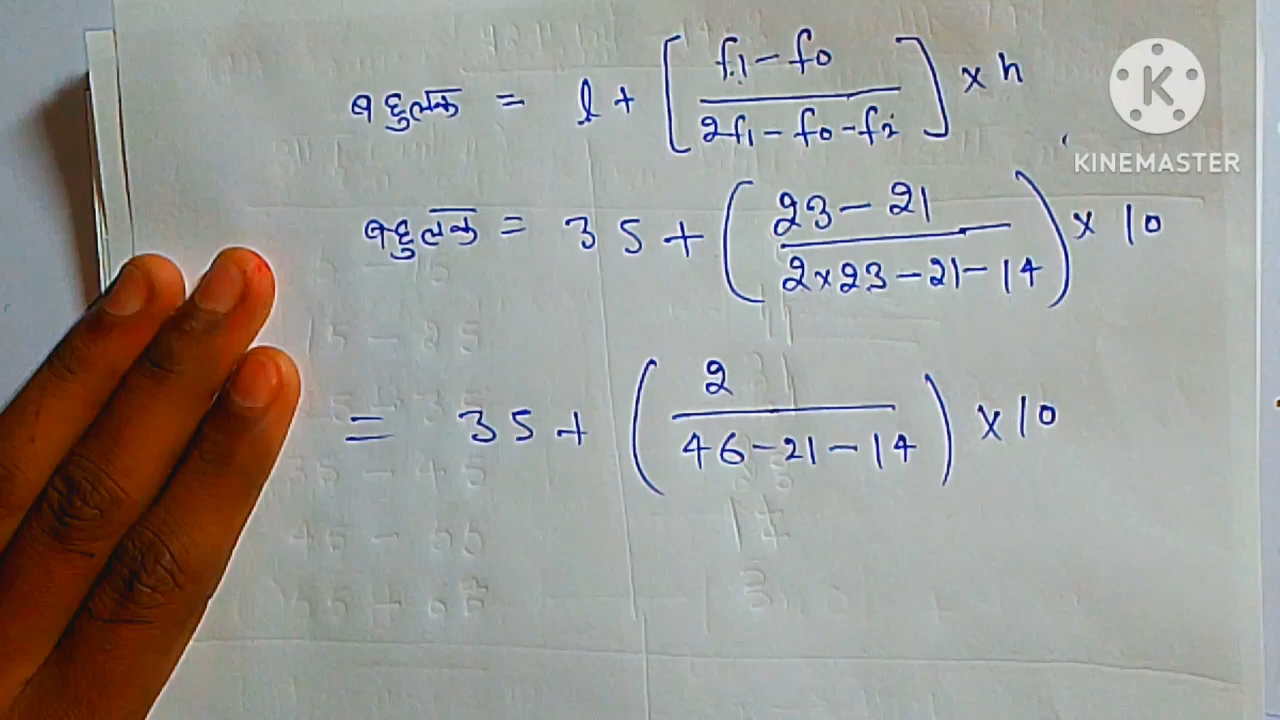 बहुलक = l + [ (f1 - f0) / (2f1 - f0 - f2) ] × h
KINEMASTER
बहुलक = 35 + ( (23 - 21) / (2×23 - 21 - 14) ) × 10
= 35 + ( 2 / (46 - 21 - 14) ) × 10